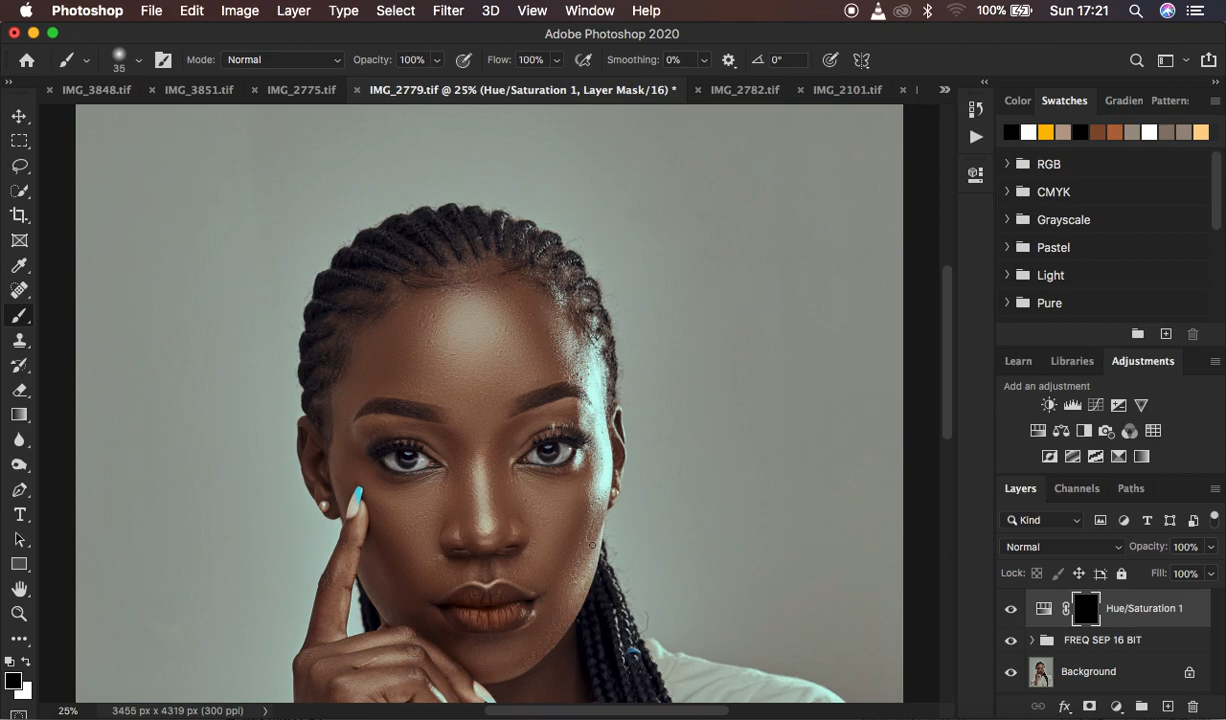 Photoshop File Edit Image Layer Type Select Filter 3D View Window Help 100% Sun 17:21
Adobe Photoshop 2020
35 Mode: Normal Opacity: 100% Flow: 100% Smoothing: 0% 0°
IMG_3848.tif IMG_3851.tif IMG_2775.tif IMG_2779.tif @ 25% (Hue/Saturation 1, Layer Mask/16) * IMG_2782.tif IMG_2101.tif
Color Swatches Gradien Patterns
RGB
CMYK
Grayscale
Pastel
Light
Pure
Learn Libraries Adjustments
Add an adjustment
Layers Channels Paths
Kind
Normal Opacity: 100%
Lock: Fill: 100%
Hue/Saturation 1
FREQ SEP 16 BIT
Background
25% 3455 px x 4319 px (300 ppi)